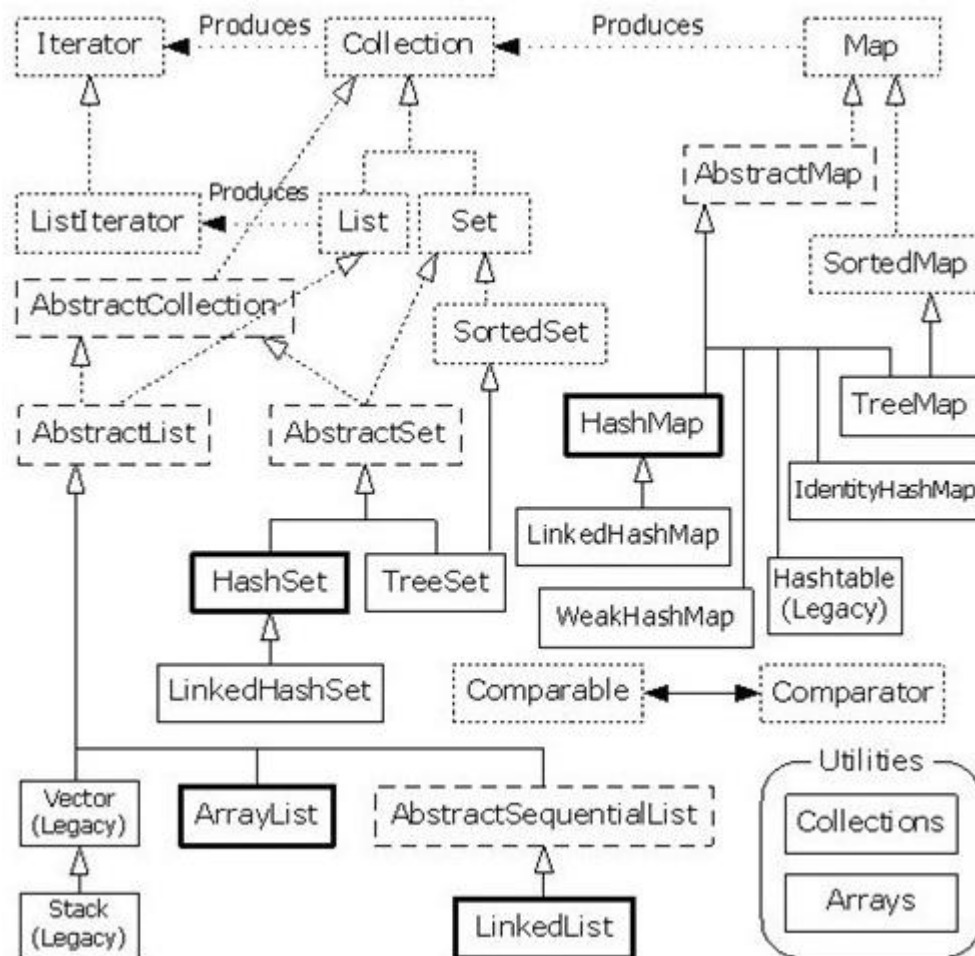 Produces
Produces
Iterator
Collection
Map
AbstractMap
Produces
ListIterator
List
Set
SortedMap
AbstractCollection
SortedSet
TreeMap
HashMap
AbstractList
AbstractSet
IdentityHashMap
LinkedHashMap
HashSet
TreeSet
Hashtable
(Legacy)
WeakHashMap
LinkedHashSet
Comparable
Comparator
Utilities
Vector
(Legacy)
ArrayList
AbstractSequentialList
Collections
Arrays
Stack
(Legacy)
LinkedList